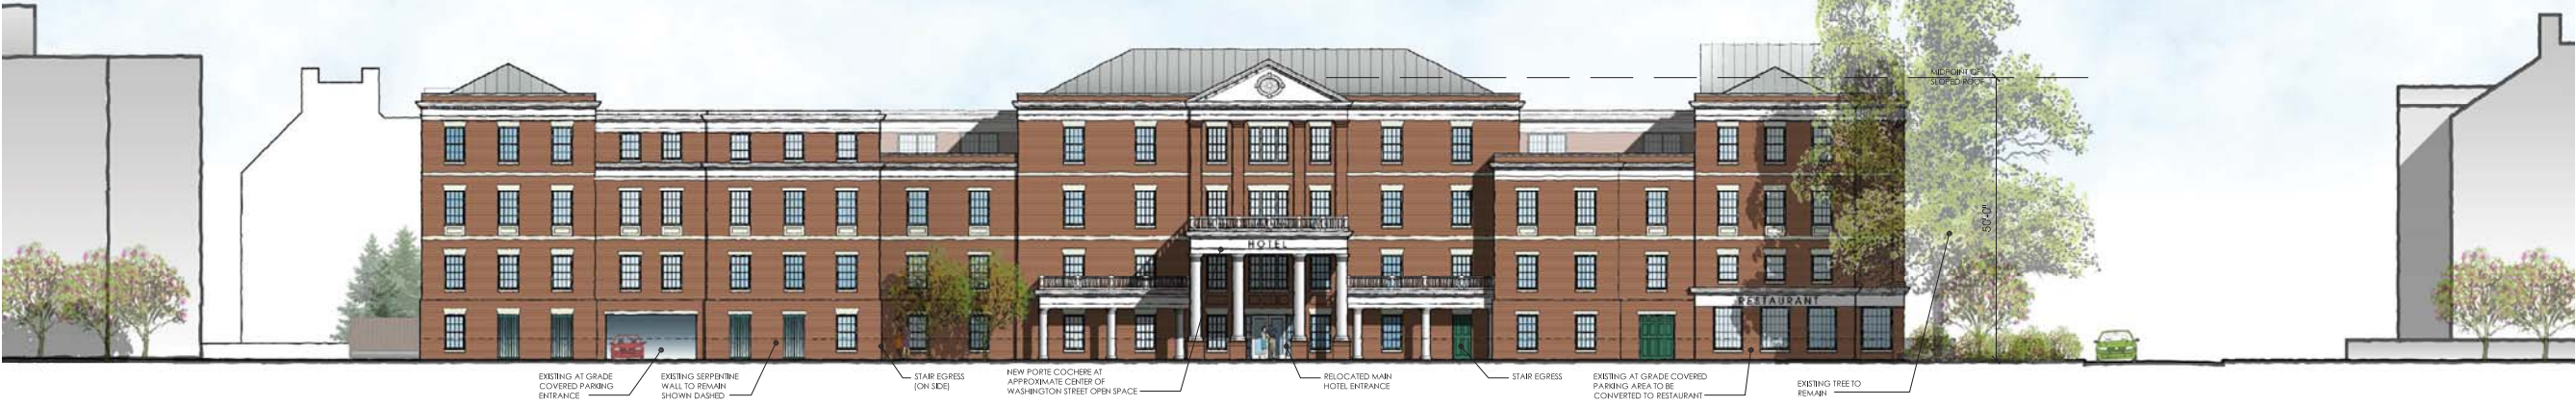 MIDPOINT OF
SLOPED ROOF
50'-0"
HOTEL
RESTAURANT
EXISTING AT GRADE
COVERED PARKING
ENTRANCE
EXISTING SERPENTINE
WALL TO REMAIN
SHOWN DASHED
STAIR EGRESS
(ON SIDE)
NEW PORTE COCHERE AT
APPROXIMATE CENTER OF
WASHINGTON STREET OPEN SPACE
RELOCATED MAIN
HOTEL ENTRANCE
STAIR EGRESS
EXISTING AT GRADE COVERED
PARKING AREA TO BE
CONVERTED TO RESTAURANT
EXISTING TREE TO
REMAIN